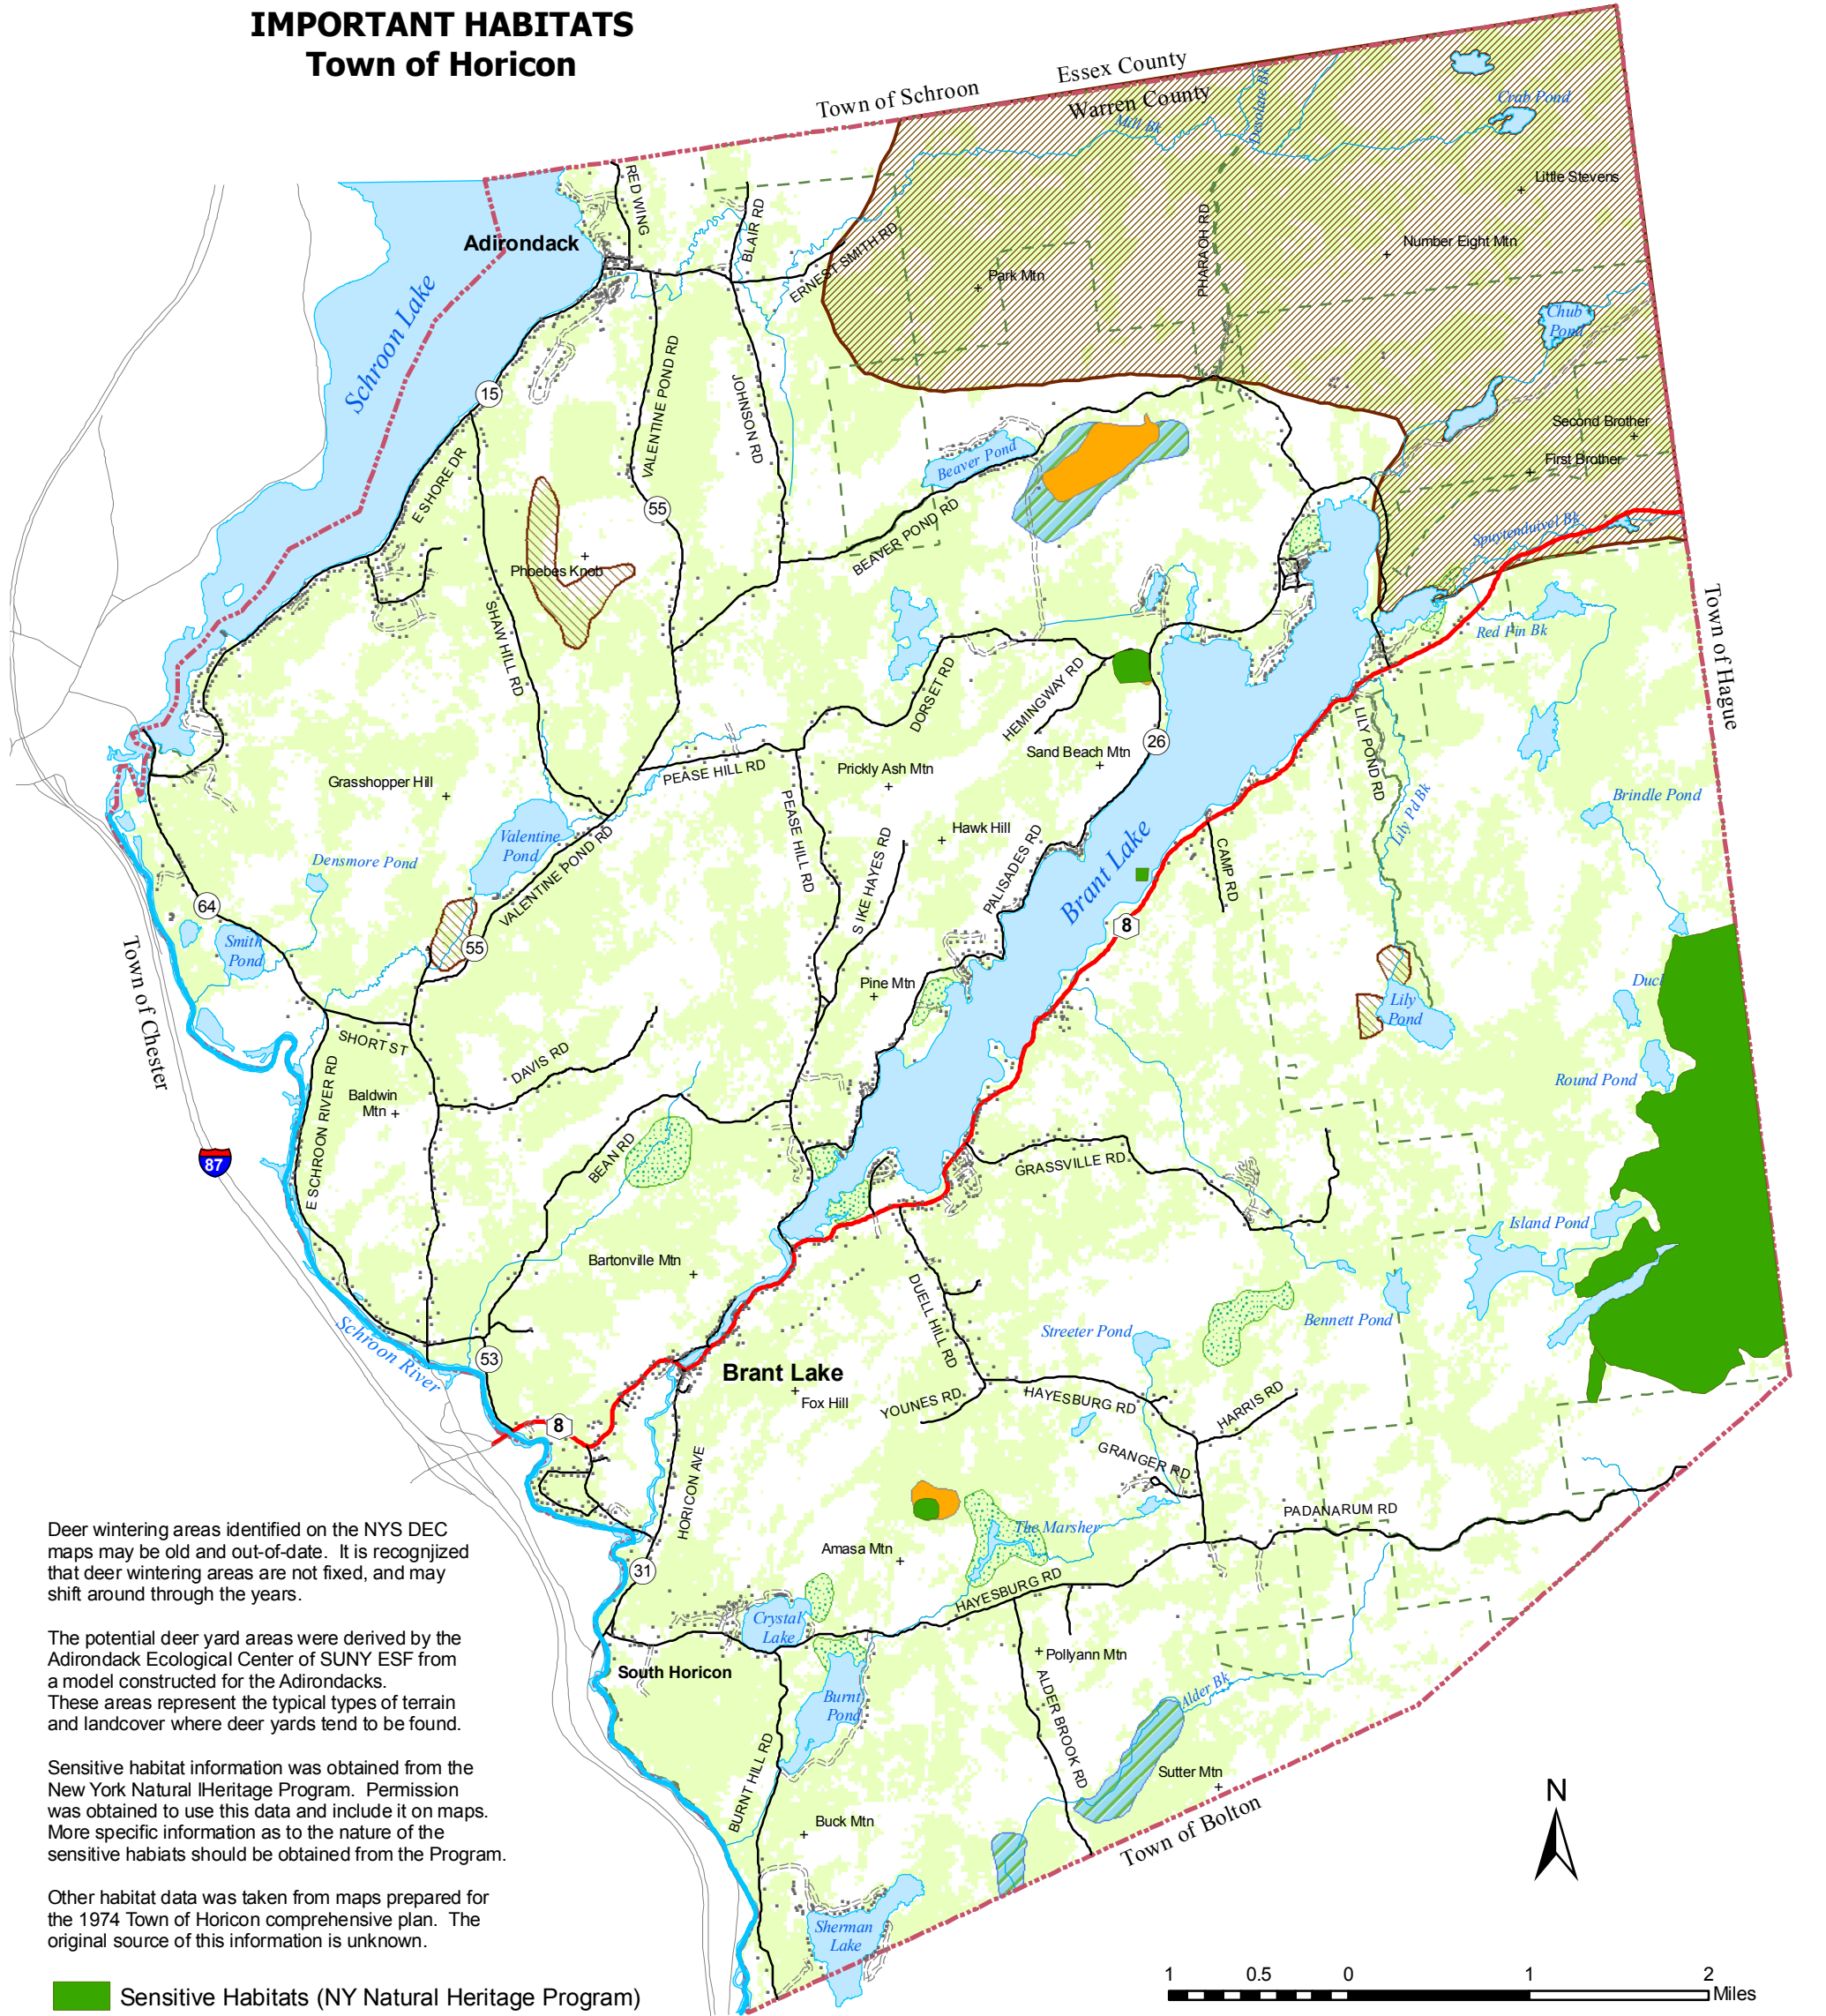 IMPORTANT HABITATS
Town of Horicon
Town of Schroon
Essex County
Warren County
Mill Bk
Desolate Bk
Crab Pond
Little Stevens
Number Eight Mtn
PHARAOH RD
Park Mtn
RED WING
BLAIR RD
ERNEST SMITH RD
Adirondack
Schroon Lake
Chub
Pond
15
VALENTINE POND RD
JOHNSON RD
Second Brother
First Brother
E SHORE DR
Beaver Pond
55
BEAVER POND RD
Spuytenduivel Bk
Phoebes Knob
SHAW HILL RD
Red Fin Bk
Town of Hague
DORSET RD
HEMINGWAY RD
26
Sand Beach Mtn
LILY POND RD
Lily Pd Bk
PEASE HILL RD
Prickly Ash Mtn
Grasshopper Hill
Brindle Pond
PEASE HILL RD
Hawk Hill
S IKE HAYES RD
PALISADES RD
Brant Lake
CAMP RD
Valentine
Pond
VALENTINE POND RD
Densmore Pond
64
8
55
Smith
Pond
Town of Chester
Pine Mtn
Lily
Pond
Duck
Round Pond
SHORT ST
DAVIS RD
Baldwin
Mtn
E SCHROON RIVER RD
BEAN RD
87
GRASSVILLE RD
Island Pond
Bartonville Mtn
DUELL HILL RD
Bennett Pond
Streeter Pond
Schroon River
53
Brant Lake
Fox Hill
YOUNES RD
HAYESBURG RD
HARRIS RD
8
GRANGER RD
HORICON AVE
PADANARUM RD
The Marsher
Amasa Mtn
31
HAYESBURG RD
Crystal
Lake
South Horicon
Pollyann Mtn
Burnt
Pond
ALDER BROOK RD
Alder Bk
BURNT HILL RD
Sutter Mtn
Buck Mtn
Town of Bolton
Sherman
Lake
Deer wintering areas identified on the NYS DEC
maps may be old and out-of-date. It is recognjized
that deer wintering areas are not fixed, and may
shift around through the years.
The potential deer yard areas were derived by the
Adirondack Ecological Center of SUNY ESF from
a model constructed for the Adirondacks.
These areas represent the typical types of terrain
and landcover where deer yards tend to be found.
Sensitive habitat information was obtained from the
New York Natural lHeritage Program. Permission
was obtained to use this data and include it on maps.
More specific information as to the nature of the
sensitive habiats should be obtained from the Program.
Other habitat data was taken from maps prepared for
the 1974 Town of Horicon comprehensive plan. The
original source of this information is unknown.
Sensitive Habitats (NY Natural Heritage Program)
N
1 0.5 0 1 2
Miles